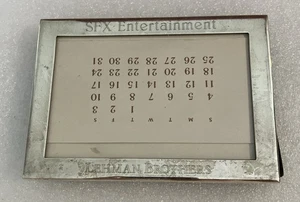 SFX Entertainment
S M T W T F S
1 2 3
4 5 6 7 8 9 10
11 12 13 14 15 16 17
18 19 20 21 22 23 24
25 26 27 28 29 30 31
LEHMAN BROTHERS